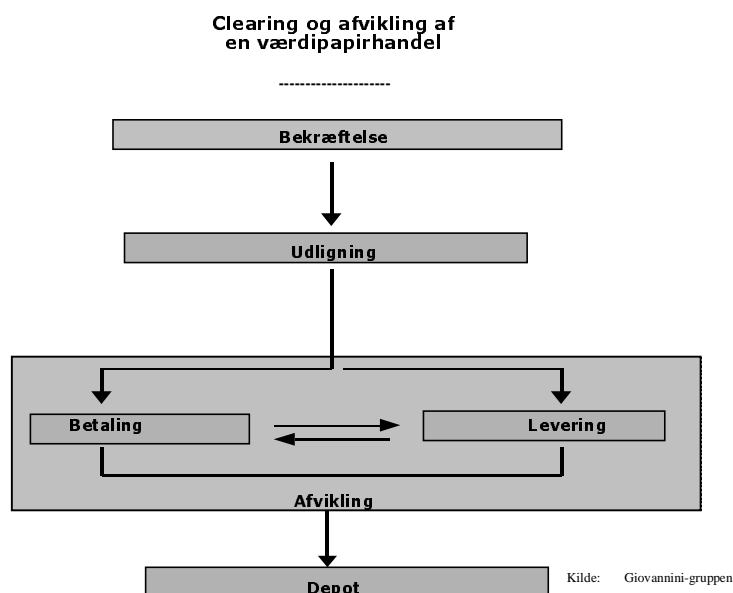 Clearing og afvikling af
en værdipapirhandel
---------------------
Bekræftelse
Udligning
Betaling
Levering
Afvikling
Depot
Kilde: Giovannini-gruppen